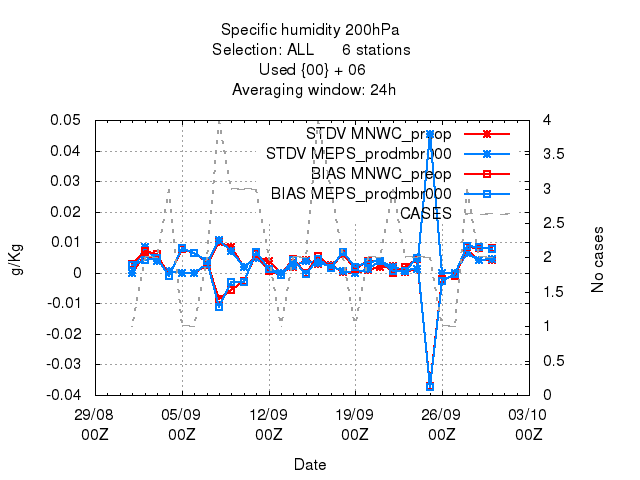 Specific humidity 200hPa
Selection: ALL 6 stations
Used {00} + 06
Averaging window: 24h
STDV MNWC_preop
STDV MEPS_prodmbr000
BIAS MNWC_preop
BIAS MEPS_prodmbr000
CASES
0.05
0.04
0.03
0.02
0.01
0
-0.01
-0.02
-0.03
-0.04
g/Kg
4
3.5
3
2.5
2
1.5
1
0.5
0
No cases
29/08 05/09 12/09 19/09 26/09 03/10
00Z 00Z 00Z 00Z 00Z 00Z
Date